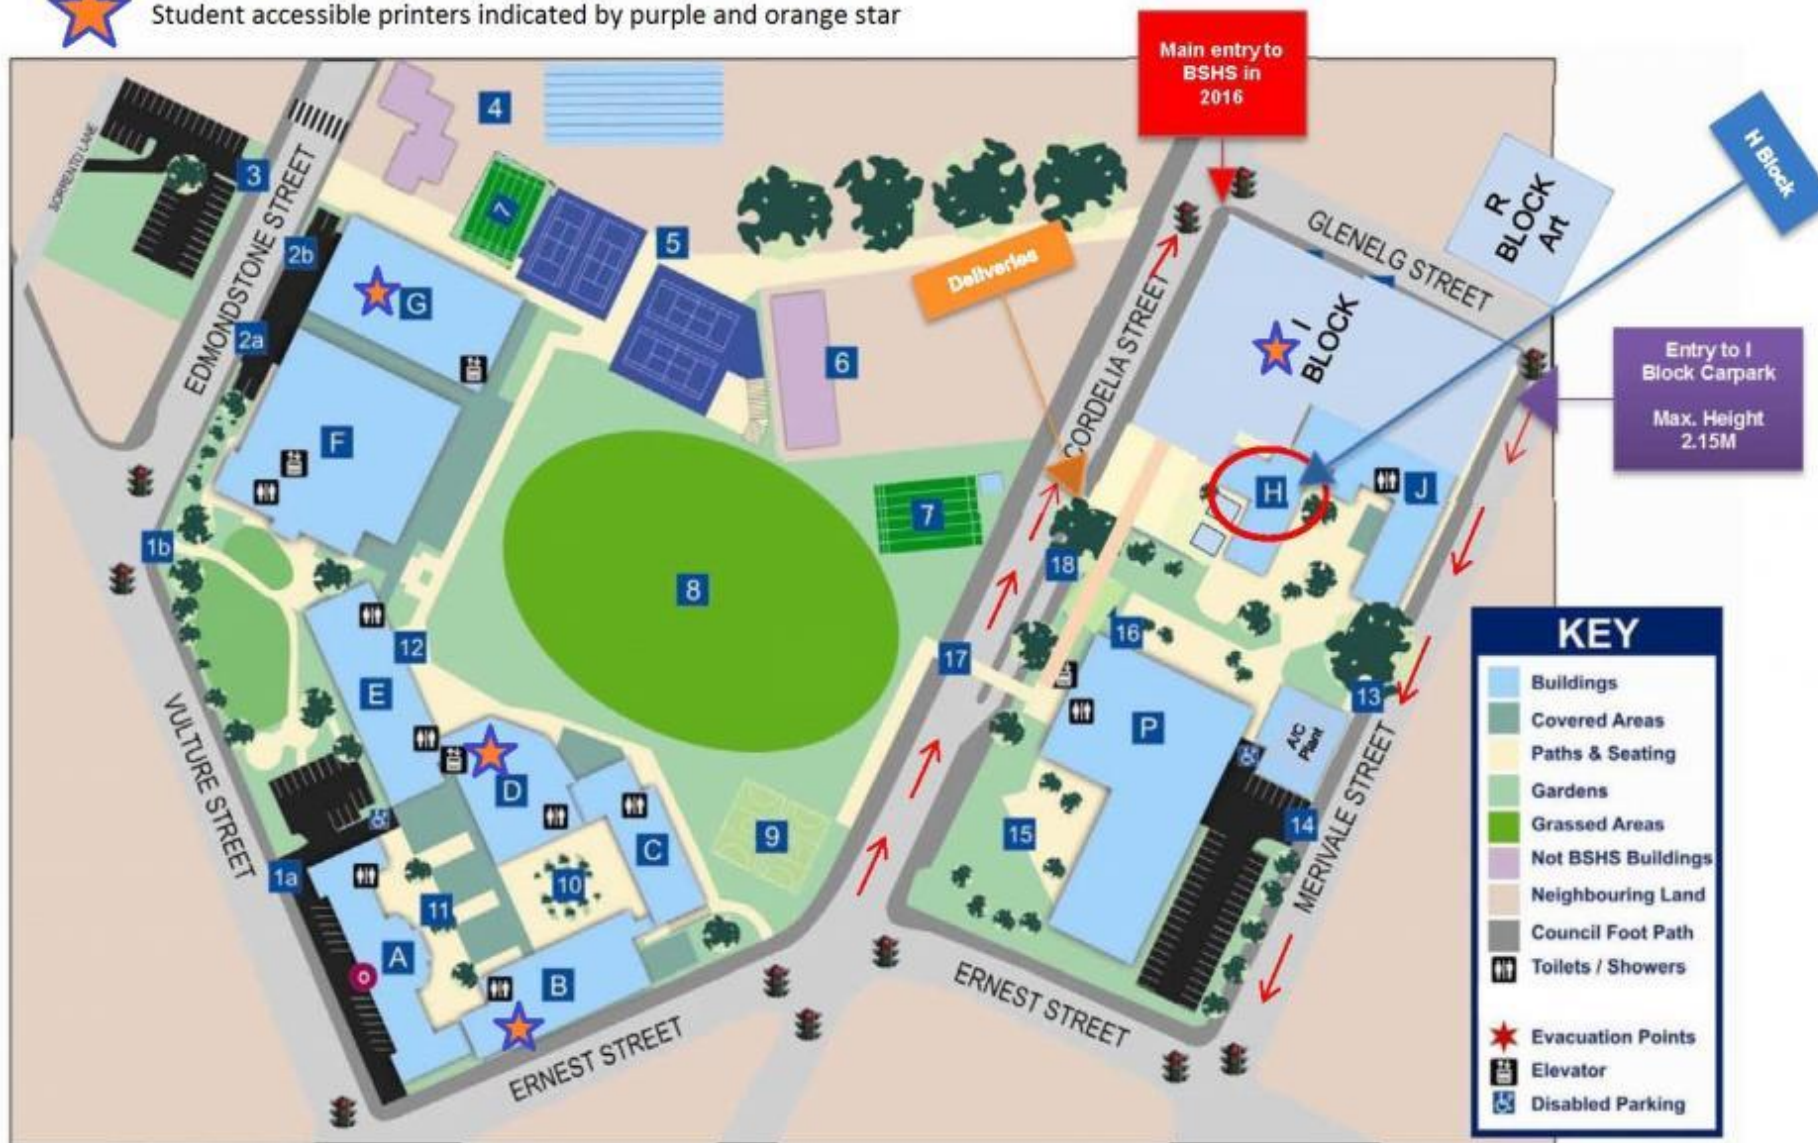 Student accessible printers indicated by purple and orange star
Main entry to
BSHS in
2016
H Block
R
BLOCK
Art
SORRENTO LANE
EDMONDSTONE STREET
3
4
7
5
2b
2a
G
F
6
Deliveries
CORDELIA STREET
GLENELG STREET
I
BLOCK
Entry to I
Block Carpark
Max. Height
2.15M
H
J
1b
7
8
18
12
16
17
E
13
P
A/C
Plant
VULTURE STREET
D
C
9
15
14
MERIVALE STREET
1a
10
11
A
O
B
ERNEST STREET
ERNEST STREET
KEY
Buildings
Covered Areas
Paths & Seating
Gardens
Grassed Areas
Not BSHS Buildings
Neighbouring Land
Council Foot Path
Toilets / Showers
Evacuation Points
Elevator
Disabled Parking